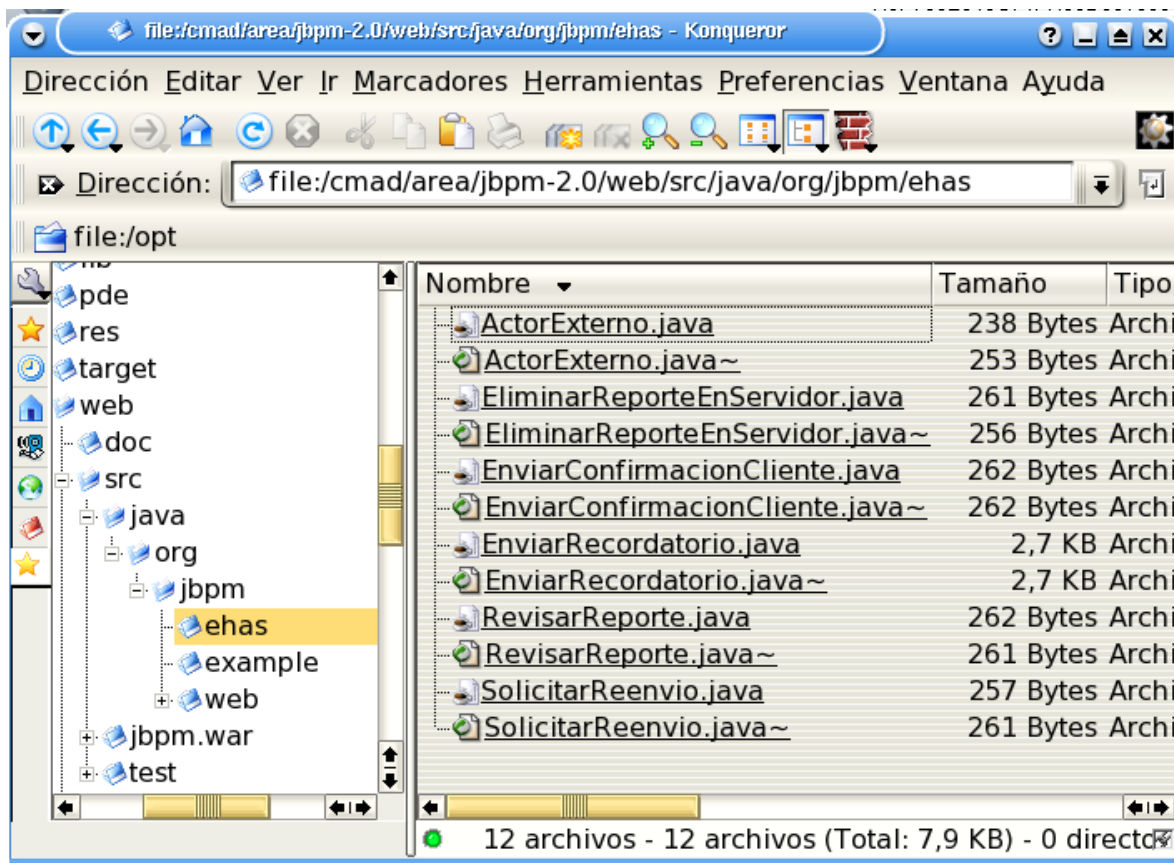 file:/cmad/area/jbpm-2.0/web/src/java/org/jbpm/ehas - Konqueror
Dirección Editar Ver Ir Marcadores Herramientas Preferencias Ventana Ayuda
Dirección: file:/cmad/area/jbpm-2.0/web/src/java/org/jbpm/ehas
file:/opt
pde
res
target
web
doc
src
java
org
jbpm
ehas
example
web
jbpm.war
test
Nombre Tamaño Tipo
ActorExterno.java 238 Bytes Archi
ActorExterno.java~ 253 Bytes Archi
EliminarReporteEnServidor.java 261 Bytes Archi
EliminarReporteEnServidor.java~ 256 Bytes Archi
EnviarConfirmacionCliente.java 262 Bytes Archi
EnviarConfirmacionCliente.java~ 262 Bytes Archi
EnviarRecordatorio.java 2,7 KB Archi
EnviarRecordatorio.java~ 2,7 KB Archi
RevisarReporte.java 262 Bytes Archi
RevisarReporte.java~ 261 Bytes Archi
SolicitarReenvio.java 257 Bytes Archi
SolicitarReenvio.java~ 261 Bytes Archi
12 archivos - 12 archivos (Total: 7,9 KB) - 0 directo